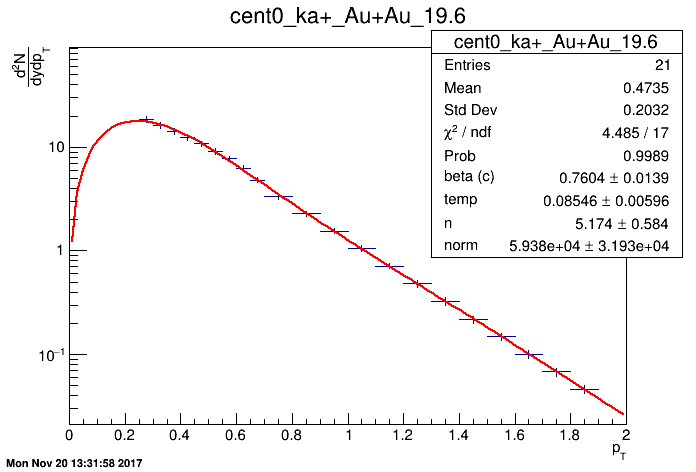 cent0_ka+_Au+Au_19.6
d²N
dydp_T
cent0_ka+_Au+Au_19.6
Entries 21
Mean 0.4735
Std Dev 0.2032
χ² / ndf 4.485 / 17
Prob 0.9989
beta (c) 0.7604 ± 0.0139
temp 0.08546 ± 0.00596
n 5.174 ± 0.584
norm 5.938e+04 ± 3.193e+04
10
1
10⁻¹
0 0.2 0.4 0.6 0.8 1 1.2 1.4 1.6 1.8 2
p_T
Mon Nov 20 13:31:58 2017